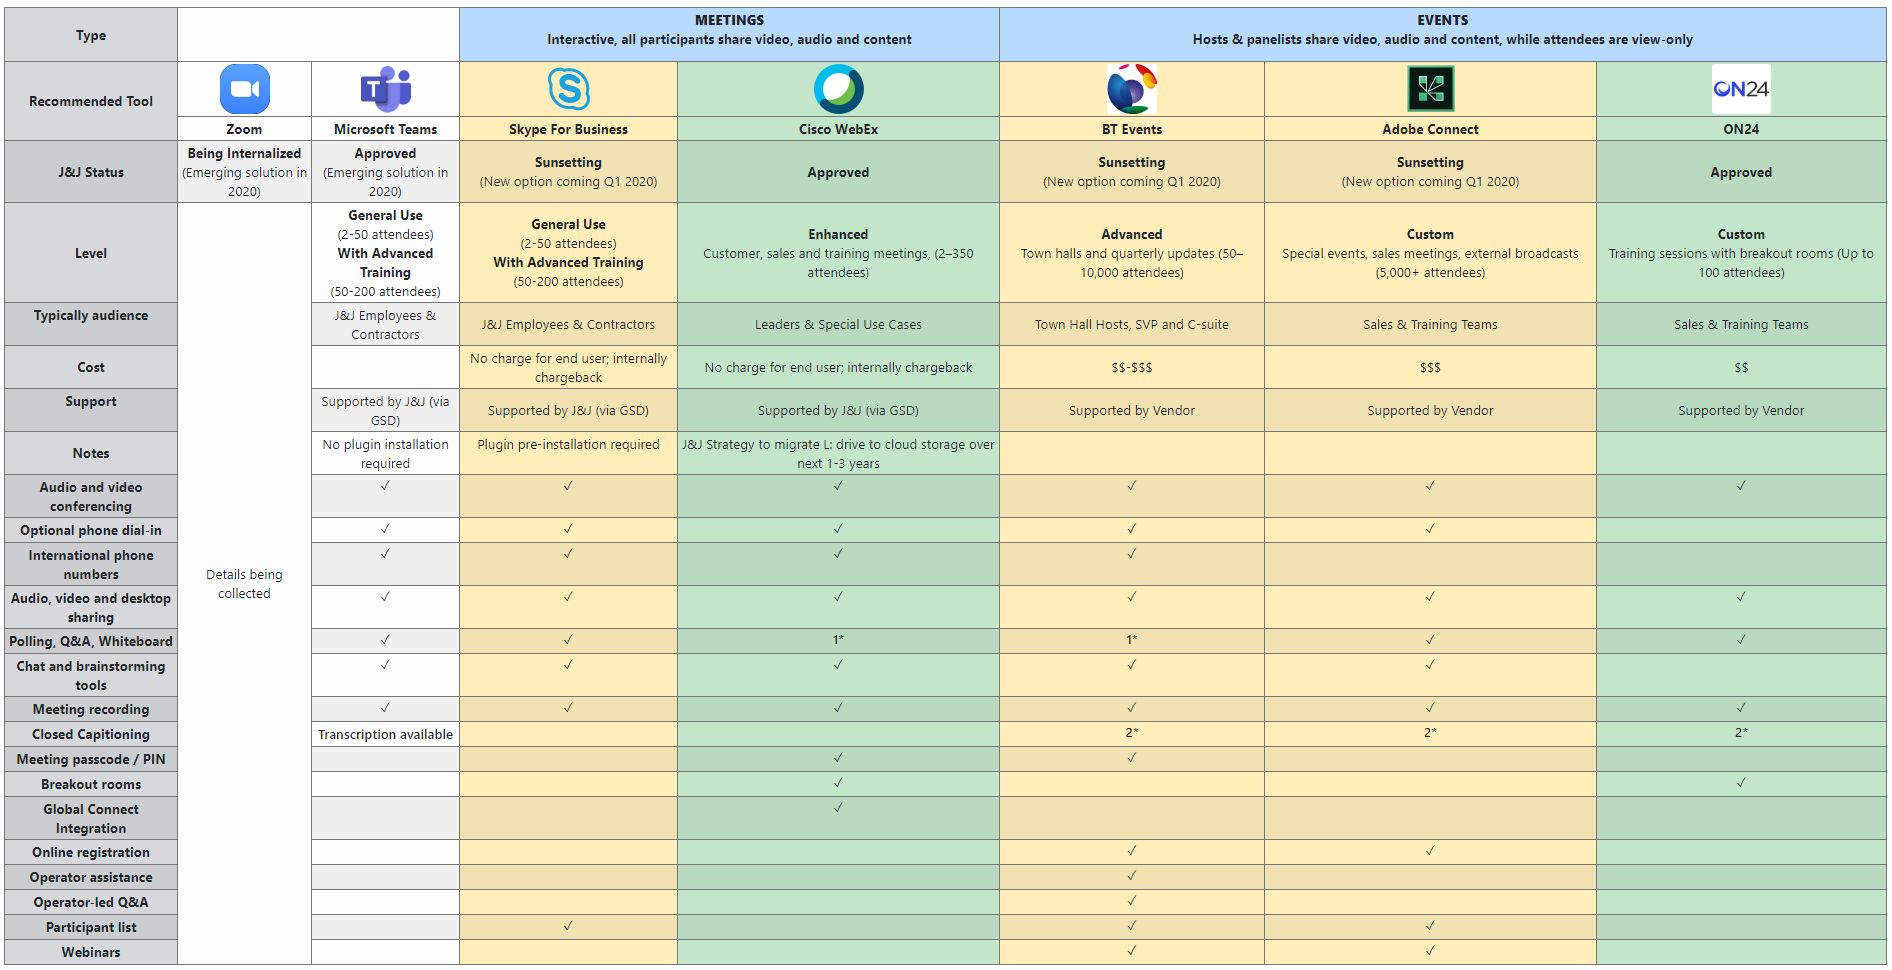 Type
MEETINGS
Interactive, all participants share video, audio and content
EVENTS
Hosts & panelists share video, audio and content, while attendees are view-only
Recommended Tool
T
S
ON24
Zoom
Microsoft Teams
Skype For Business
Cisco WebEx
BT Events
Adobe Connect
ON24
J&J Status
Being Internalized
(Emerging solution in
2020)
Approved
(Emerging solution in
2020)
Sunsetting
(New option coming Q1 2020)
Approved
Sunsetting
(New option coming Q1 2020)
Sunsetting
(New option coming Q1 2020)
Approved
Level
Details being
collected
General Use
(2-50 attendees)
With Advanced
Training
(50-200 attendees)
General Use
(2-50 attendees)
With Advanced Training
(50-200 attendees)
Enhanced
Customer, sales and training meetings, (2–350
attendees)
Advanced
Town halls and quarterly updates (50–
10,000 attendees)
Custom
Special events, sales meetings, external broadcasts
(5,000+ attendees)
Custom
Training sessions with breakout rooms (Up to
100 attendees)
Typically audience
J&J Employees &
Contractors
J&J Employees & Contractors
Leaders & Special Use Cases
Town Hall Hosts, SVP and C-suite
Sales & Training Teams
Sales & Training Teams
Cost
No charge for end user; internally
chargeback
No charge for end user; internally chargeback
$$-$$$
$$$
$$
Support
Supported by J&J (via
GSD)
Supported by J&J (via GSD)
Supported by J&J (via GSD)
Supported by Vendor
Supported by Vendor
Supported by Vendor
Notes
No plugin installation
required
Plugin pre-installation required
J&J Strategy to migrate L: drive to cloud storage over
next 1-3 years
Audio and video
conferencing
✓ ✓ ✓ ✓ ✓ ✓
Optional phone dial-in
✓ ✓ ✓ ✓ ✓
International phone
numbers
✓ ✓ ✓ ✓
Audio, video and desktop
sharing
✓ ✓ ✓ ✓ ✓ ✓
Polling, Q&A, Whiteboard
✓ ✓ 1* 1* ✓ ✓
Chat and brainstorming
tools
✓ ✓ ✓ ✓ ✓
Meeting recording
✓ ✓ ✓ ✓ ✓ ✓
Closed Capitioning
Transcription available
2* 2* 2*
Meeting passcode / PIN
✓ ✓
Breakout rooms
✓ ✓
Global Connect
Integration
✓
Online registration
✓ ✓
Operator assistance
✓
Operator-led Q&A
✓
Participant list
✓ ✓ ✓
Webinars
✓ ✓